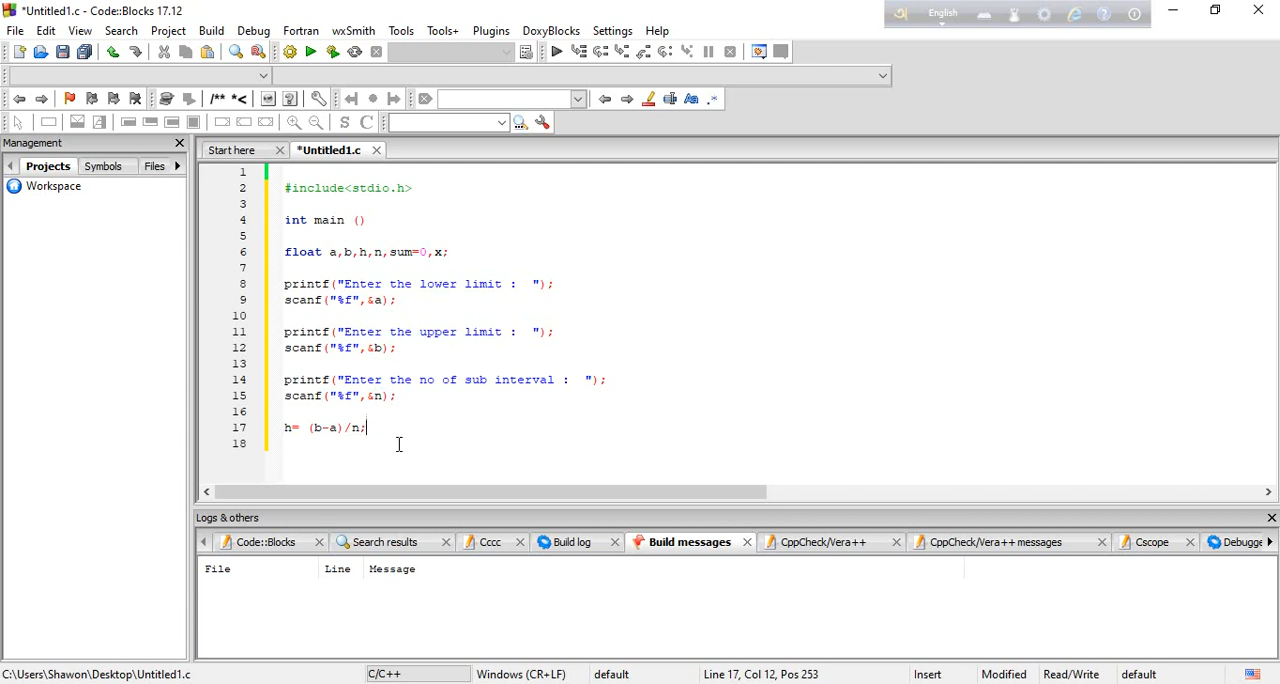 *Untitled1.c - Code::Blocks 17.12
English
File Edit View Search Project Build Debug Fortran wxSmith Tools Tools+ Plugins DoxyBlocks Settings Help
/** *<
Aa .*
S C
Management
Start here *Untitled1.c
Projects Symbols Files
Workspace
1
2 #include<stdio.h>
3
4 int main ()
5
6 float a,b,h,n,sum=0,x;
7
8 printf("Enter the lower limit :  ");
9 scanf("%f",&a);
10
11 printf("Enter the upper limit :  ");
12 scanf("%f",&b);
13
14 printf("Enter the no of sub interval :  ");
15 scanf("%f",&n);
16
17 h= (b-a)/n;
18
Logs & others
Code::Blocks Search results Cccc Build log Build messages CppCheck/Vera++ CppCheck/Vera++ messages Cscope Debugge
File Line Message
C:\Users\Shawon\Desktop\Untitled1.c C/C++ Windows (CR+LF) default Line 17, Col 12, Pos 253 Insert Modified Read/Write default